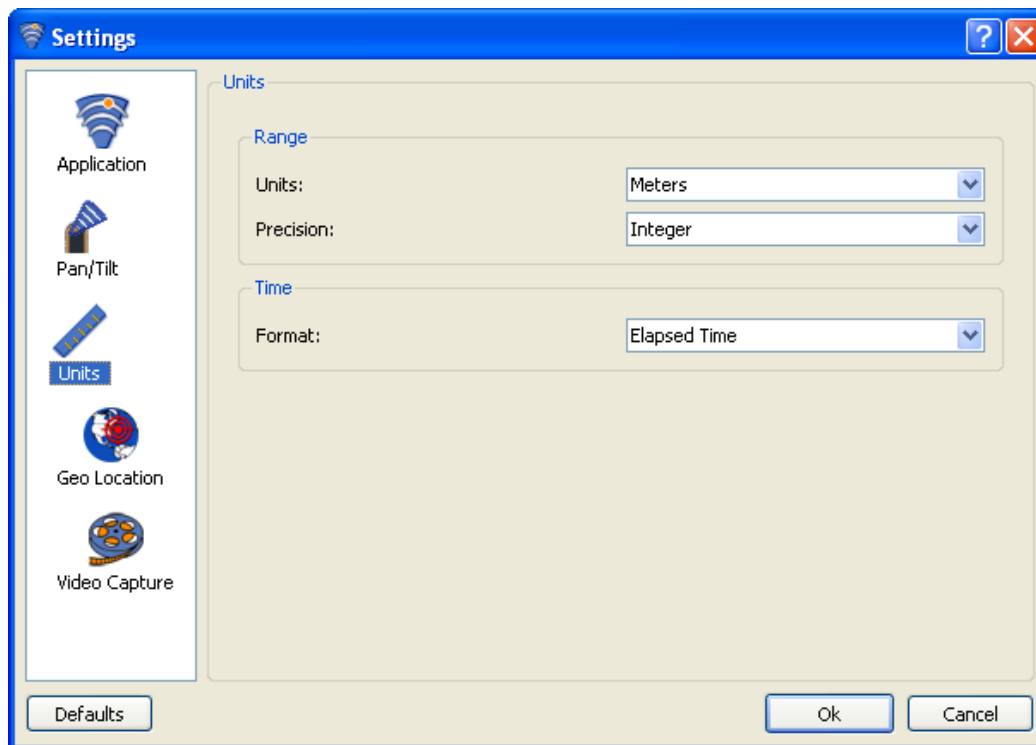 Settings
Application
Pan/Tilt
Units
Geo Location
Video Capture
Units
Range
Units: Meters
Precision: Integer
Time
Format: Elapsed Time
Defaults
Ok
Cancel